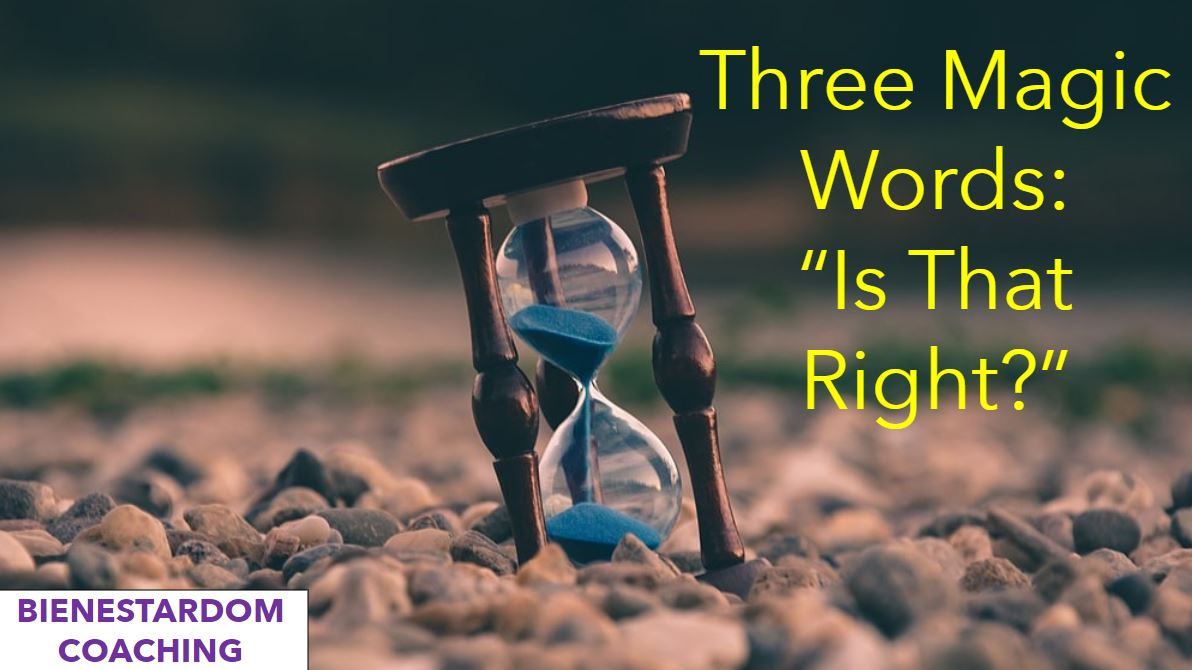 Three Magic
Words:
“Is That
Right?”
BIENESTARDOM
COACHING